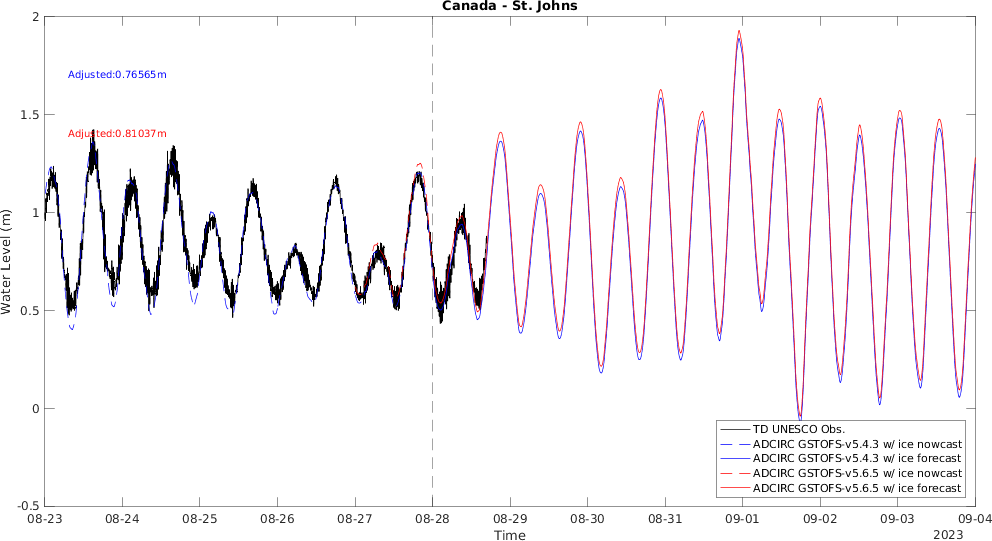 Canada - St. Johns
Adjusted:0.76565m
Adjusted:0.81037m
Water Level (m)
2
1.5
1
0.5
0
-0.5
TD UNESCO Obs.
ADCIRC GSTOFS-v5.4.3 w/ ice nowcast
ADCIRC GSTOFS-v5.4.3 w/ ice forecast
ADCIRC GSTOFS-v5.6.5 w/ ice nowcast
ADCIRC GSTOFS-v5.6.5 w/ ice forecast
08-23 08-24 08-25 08-26 08-27 08-28 08-29 08-30 08-31 09-01 09-02 09-03 09-04
Time
2023